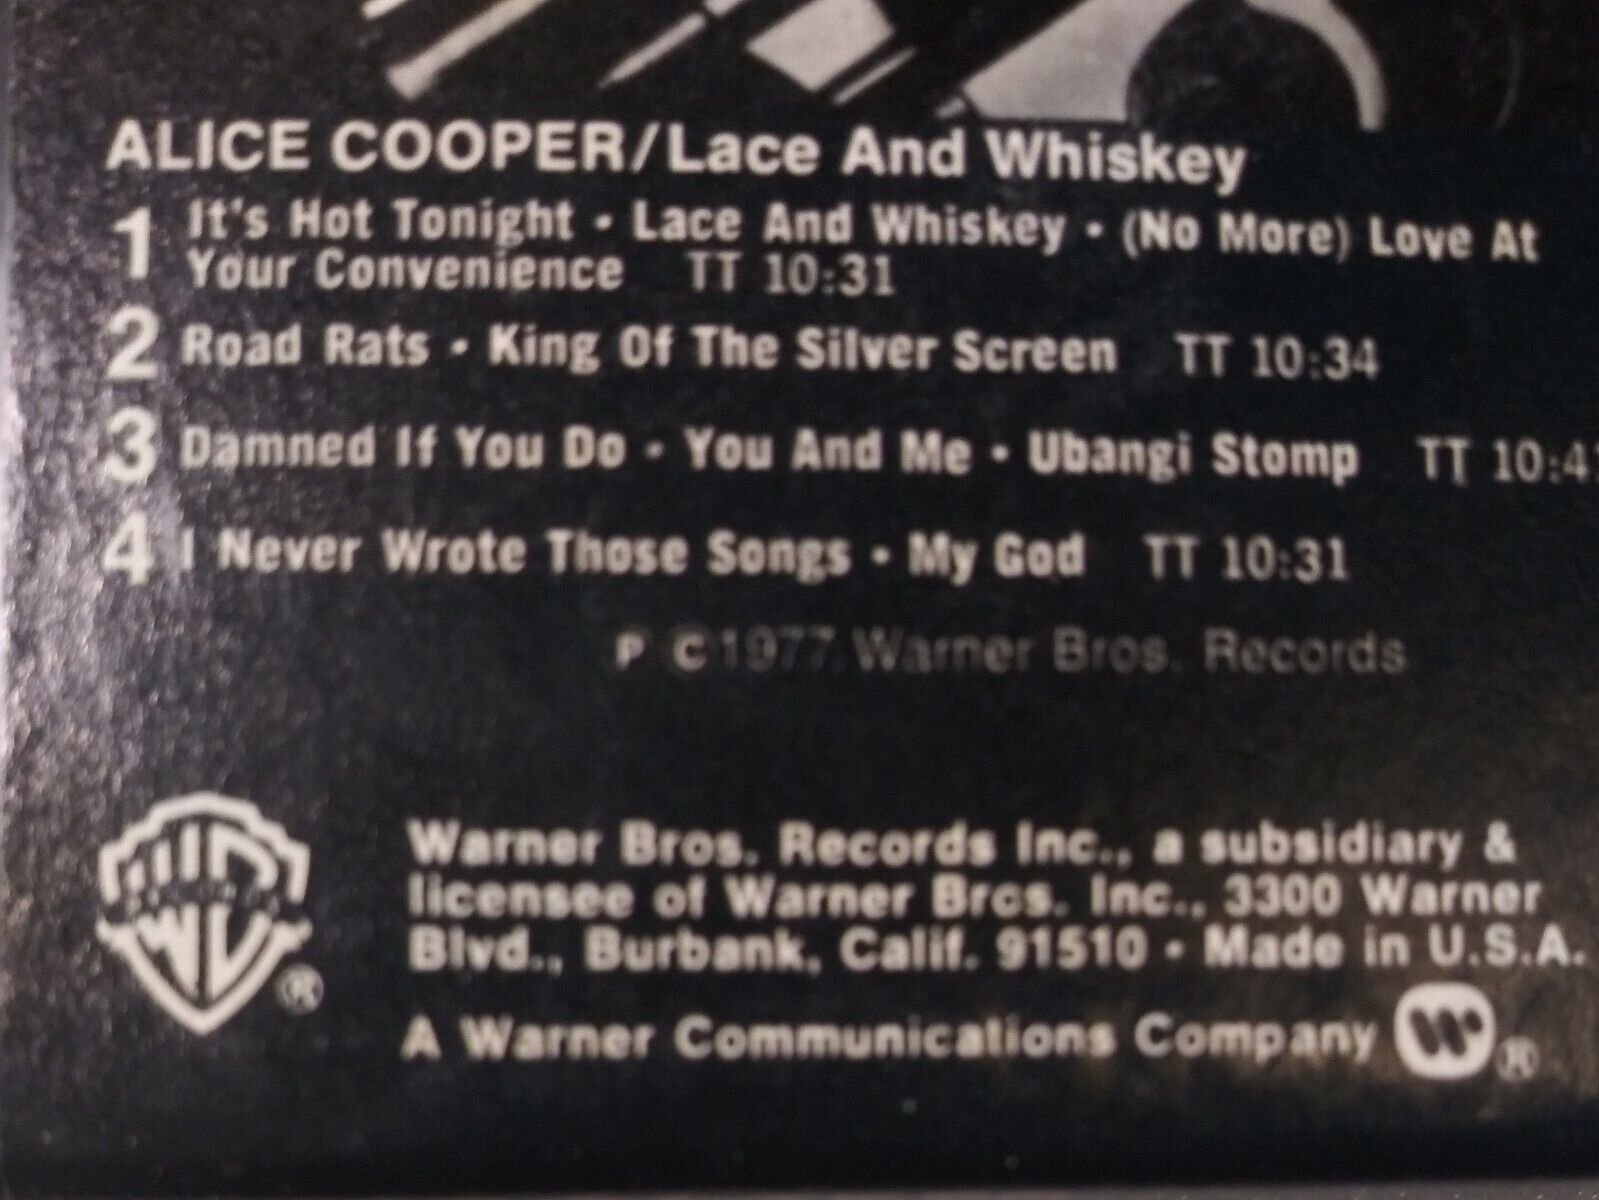 ALICE COOPER/Lace And Whiskey
1 It's Hot Tonight • Lace And Whiskey • (No More) Love At
Your Convenience TT 10:31
2 Road Rats • King Of The Silver Screen TT 10:34
3 Damned If You Do • You And Me • Ubangi Stomp TT
4 I Never Wrote Those Songs • My God TT 10:31
P C 1977 Warner Bros. Records
Warner Bros. Records Inc., a subsidiary &
licensee of Warner Bros. Inc., 3300 Warner
Blvd., Burbank, Calif. 91510 • Made in U.S.A.
A Warner Communications Company W ®
WB ®